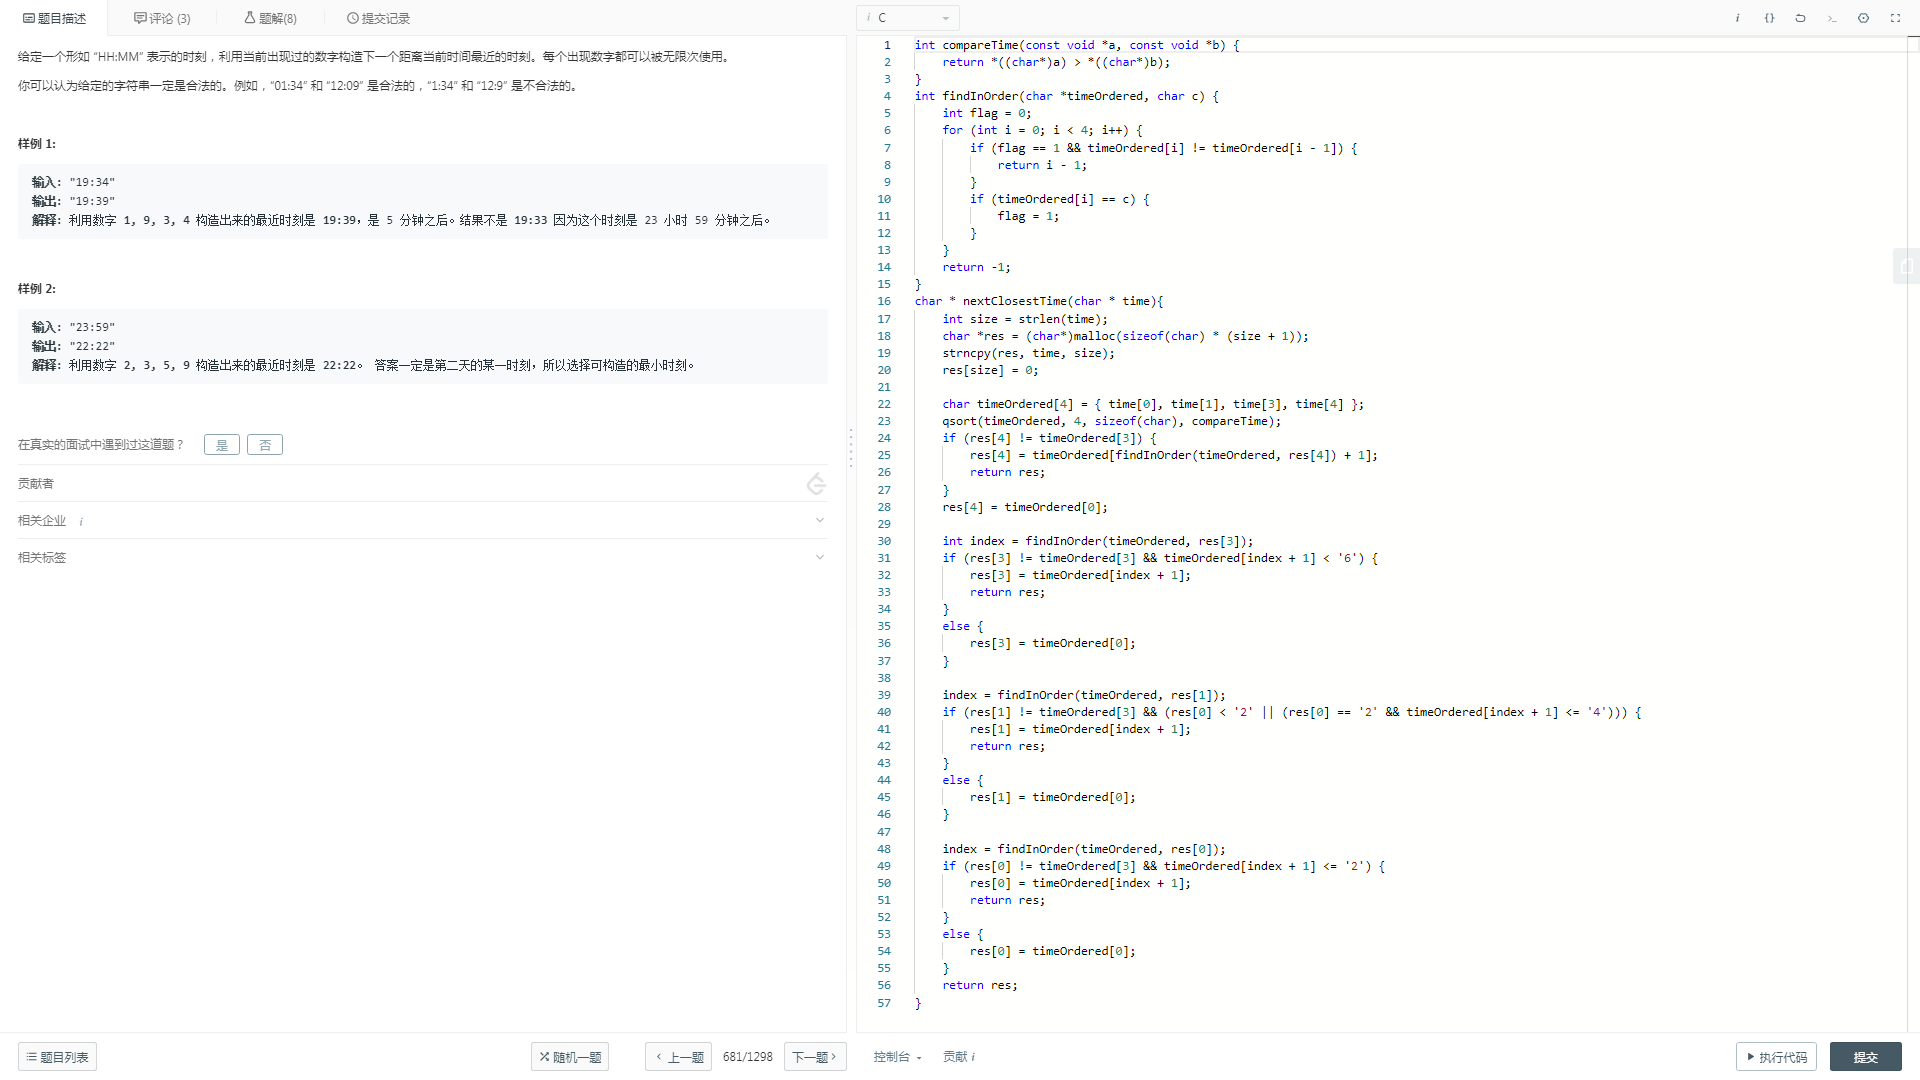 题目描述
评论 (3)
题解(8)
提交记录
给定一个形如 “HH:MM” 表示的时刻，利用当前出现过的数字构造下一个距离当前时间最近的时刻。每个出现数字都可以被无限次使用。
你可以认为给定的字符串一定是合法的。例如，“01:34” 和 “12:09” 是合法的，“1:34” 和 “12:9” 是不合法的。
样例 1:
输入: "19:34"
输出: "19:39"
解释: 利用数字 1, 9, 3, 4 构造出来的最近时刻是 19:39，是 5 分钟之后。结果不是 19:33 因为这个时刻是 23 小时 59 分钟之后。
样例 2:
输入: "23:59"
输出: "22:22"
解释: 利用数字 2, 3, 5, 9 构造出来的最近时刻是 22:22。 答案一定是第二天的某一时刻，所以选择可构造的最小时刻。
在真实的面试中遇到过这道题？ 是 否
贡献者
相关企业 i
相关标签
题目列表
随机一题
上一题
681/1298
下一题
i C
i {}
1 int compareTime(const void *a, const void *b) {
2     return *((char*)a) > *((char*)b);
3 }
4 int findInOrder(char *timeOrdered, char c) {
5     int flag = 0;
6     for (int i = 0; i < 4; i++) {
7         if (flag == 1 && timeOrdered[i] != timeOrdered[i - 1]) {
8             return i - 1;
9         }
10         if (timeOrdered[i] == c) {
11             flag = 1;
12         }
13     }
14     return -1;
15 }
16 char * nextClosestTime(char * time){
17     int size = strlen(time);
18     char *res = (char*)malloc(sizeof(char) * (size + 1));
19     strncpy(res, time, size);
20     res[size] = 0;
21
22     char timeOrdered[4] = { time[0], time[1], time[3], time[4] };
23     qsort(timeOrdered, 4, sizeof(char), compareTime);
24     if (res[4] != timeOrdered[3]) {
25         res[4] = timeOrdered[findInOrder(timeOrdered, res[4]) + 1];
26         return res;
27     }
28     res[4] = timeOrdered[0];
29
30     int index = findInOrder(timeOrdered, res[3]);
31     if (res[3] != timeOrdered[3] && timeOrdered[index + 1] < '6') {
32         res[3] = timeOrdered[index + 1];
33         return res;
34     }
35     else {
36         res[3] = timeOrdered[0];
37     }
38
39     index = findInOrder(timeOrdered, res[1]);
40     if (res[1] != timeOrdered[3] && (res[0] < '2' || (res[0] == '2' && timeOrdered[index + 1] <= '4'))) {
41         res[1] = timeOrdered[index + 1];
42         return res;
43     }
44     else {
45         res[1] = timeOrdered[0];
46     }
47
48     index = findInOrder(timeOrdered, res[0]);
49     if (res[0] != timeOrdered[3] && timeOrdered[index + 1] <= '2') {
50         res[0] = timeOrdered[index + 1];
51         return res;
52     }
53     else {
54         res[0] = timeOrdered[0];
55     }
56     return res;
57 }
控制台
贡献 i
执行代码
提交